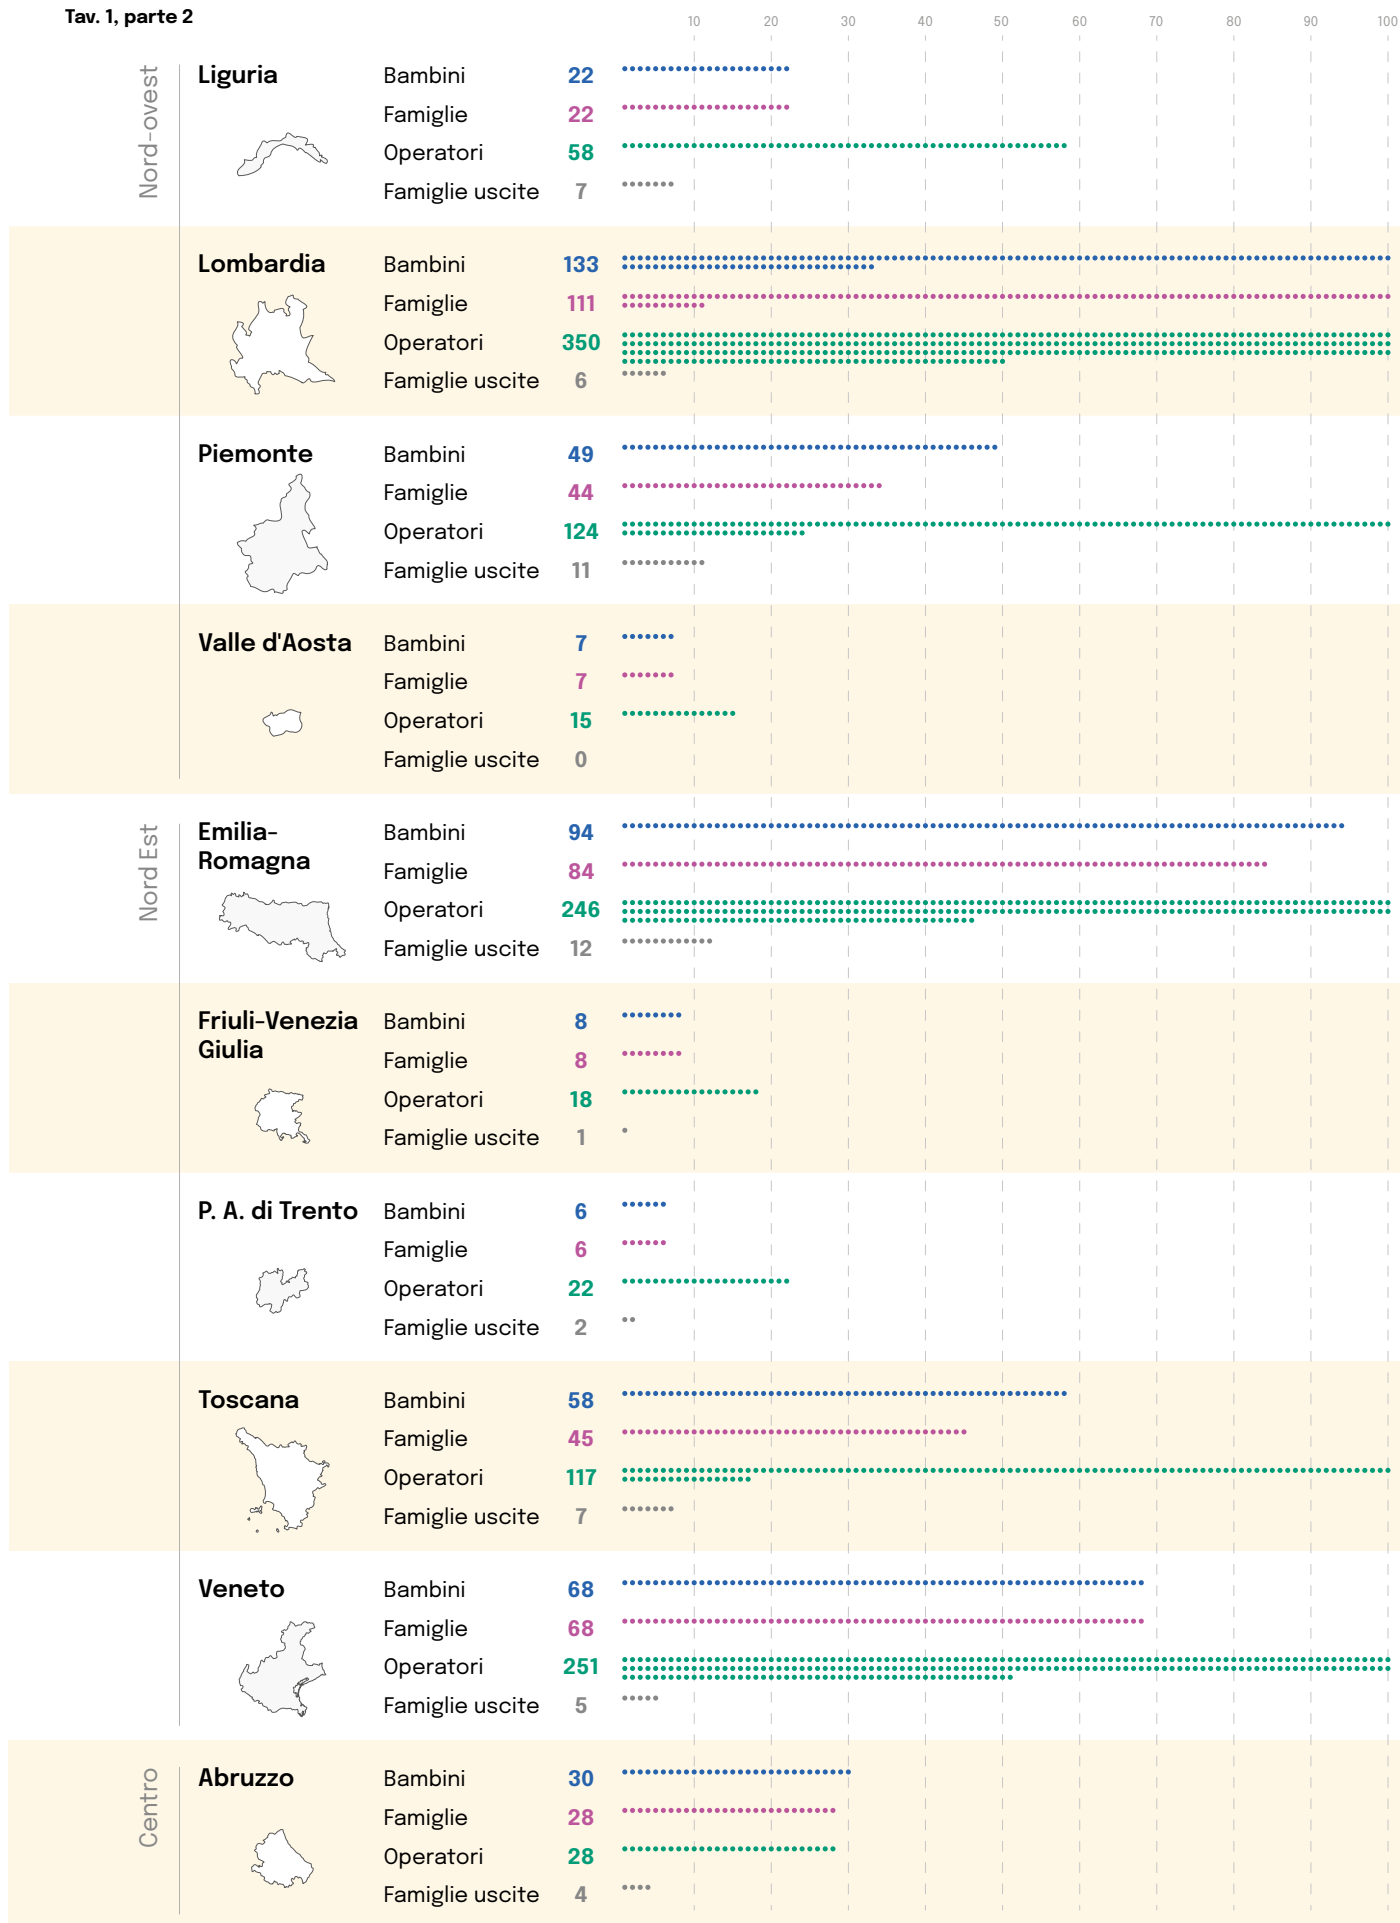 Tav. 1, parte 2
10 20 30 40 50 60 70 80 90 100
Nord-ovest
Liguria
Bambini 22
Famiglie 22
Operatori 58
Famiglie uscite 7
Lombardia
Bambini 133
Famiglie 111
Operatori 350
Famiglie uscite 6
Piemonte
Bambini 49
Famiglie 44
Operatori 124
Famiglie uscite 11
Valle d'Aosta
Bambini 7
Famiglie 7
Operatori 15
Famiglie uscite 0
Nord Est
Emilia-
Romagna
Bambini 94
Famiglie 84
Operatori 246
Famiglie uscite 12
Friuli-Venezia
Giulia
Bambini 8
Famiglie 8
Operatori 18
Famiglie uscite 1
P. A. di Trento
Bambini 6
Famiglie 6
Operatori 22
Famiglie uscite 2
Toscana
Bambini 58
Famiglie 45
Operatori 117
Famiglie uscite 7
Veneto
Bambini 68
Famiglie 68
Operatori 251
Famiglie uscite 5
Centro
Abruzzo
Bambini 30
Famiglie 28
Operatori 28
Famiglie uscite 4